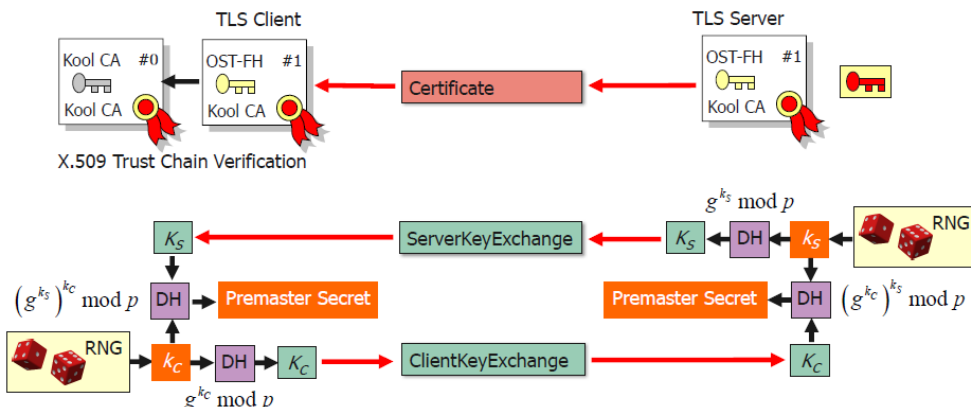 TLS Client
TLS Server
Kool CA #0
Kool CA
OST-FH #1
Kool CA
Certificate
OST-FH #1
Kool CA
X.509 Trust Chain Verification
g^{k_S} mod p
RNG
K_S
ServerKeyExchange
K_S
DH
k_S
(g^{k_S})^{k_C} mod p
DH
Premaster Secret
Premaster Secret
DH
(g^{k_C})^{k_S} mod p
RNG
k_C
DH
K_C
ClientKeyExchange
K_C
g^{k_C} mod p